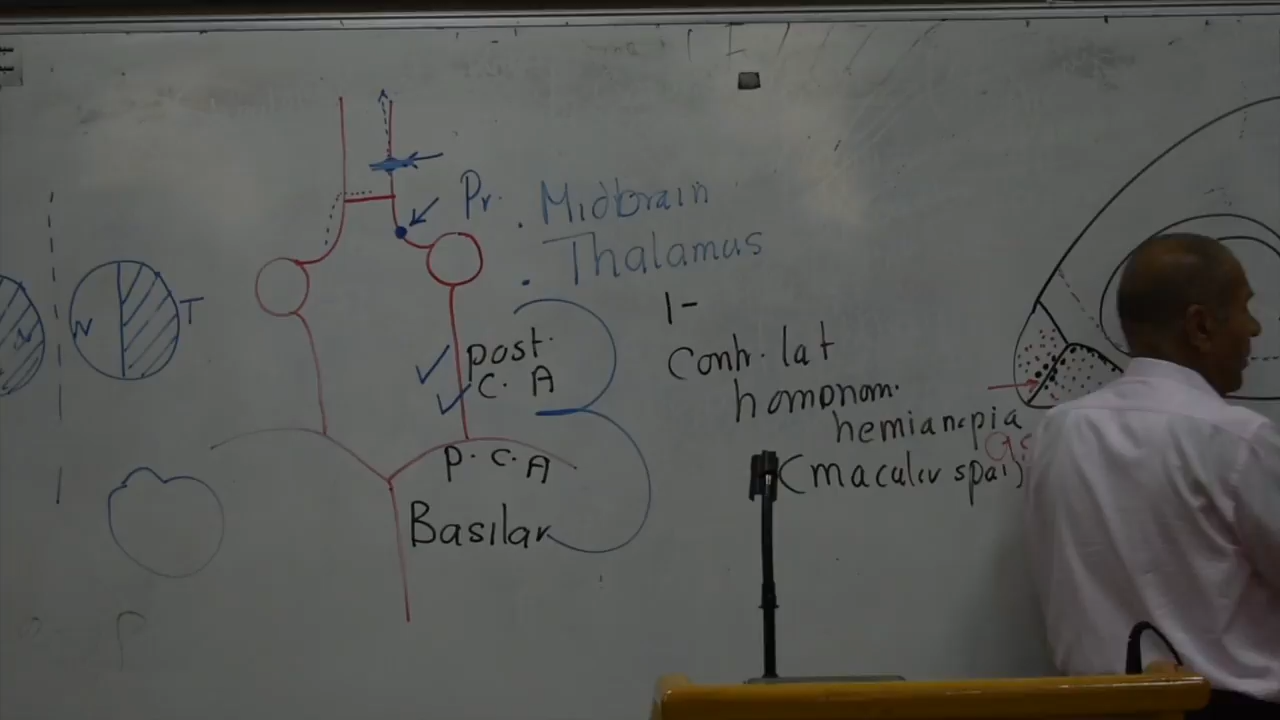 Pr.
. Midbrain
. Thalamus
N
T
1-
post.
C. A
Contr. lat
homonom.
hemianopia
(macular spar)
P. C. A
Basilar